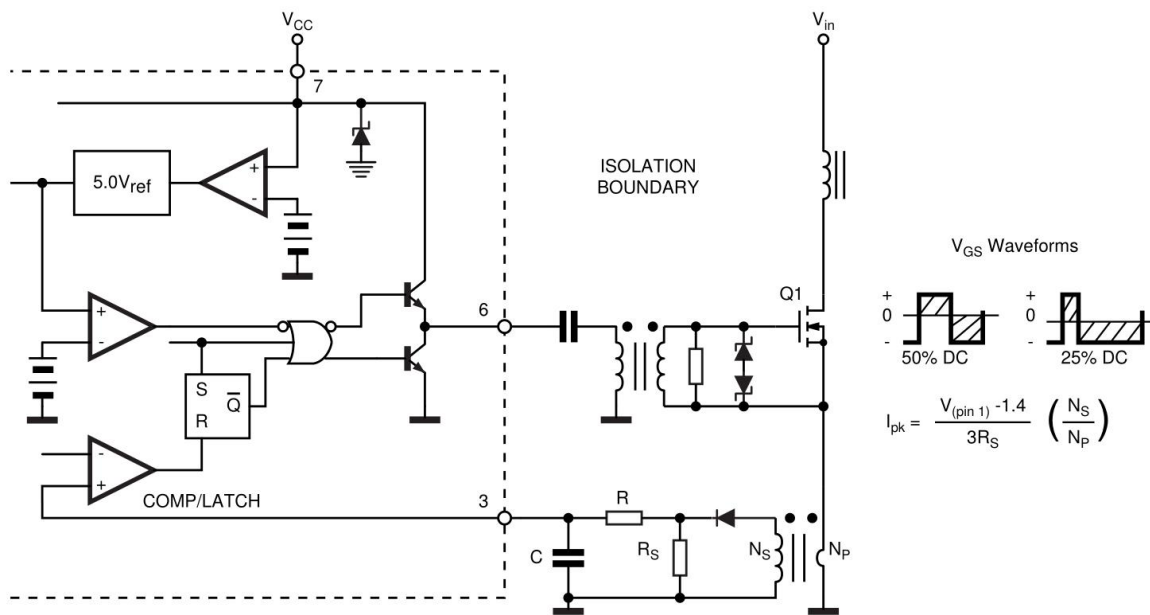 V_CC
V_in
7
ISOLATION
BOUNDARY
5.0V_ref
+
-
V_GS Waveforms
Q1
+
0
-
50% DC
+
0
-
25% DC
+
-
6
S
R
Q̅
I_pk = V_(pin 1) -1.4 / 3R_S (N_S / N_P)
-
+
COMP/LATCH
3
R
C
R_S
N_S
N_P